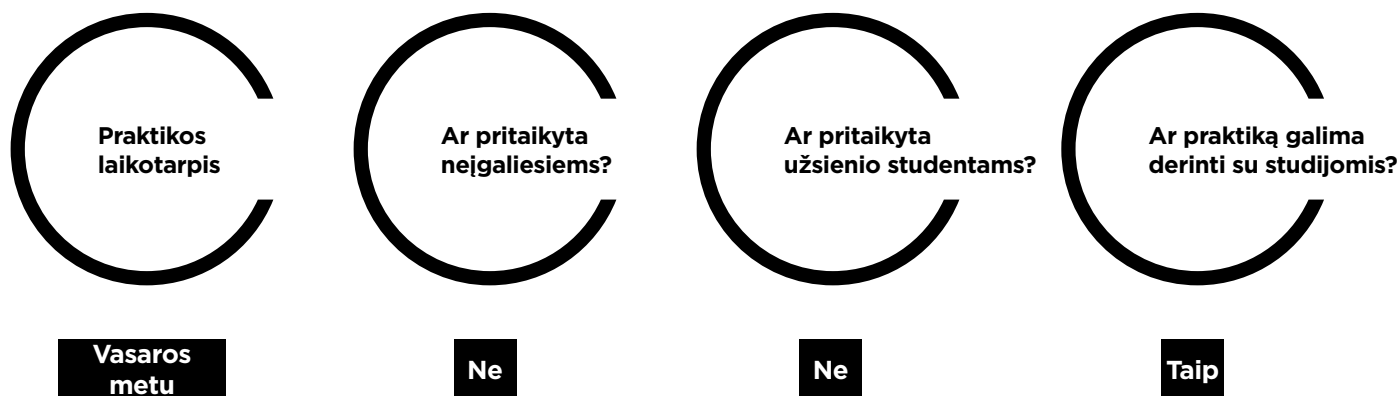 Praktikos
laikotarpis
Ar pritaikyta
neįgaliesiems?
Ar pritaikyta
užsienio studentams?
Ar praktiką galima
derinti su studijomis?
Vasaros
metu
Ne
Ne
Taip